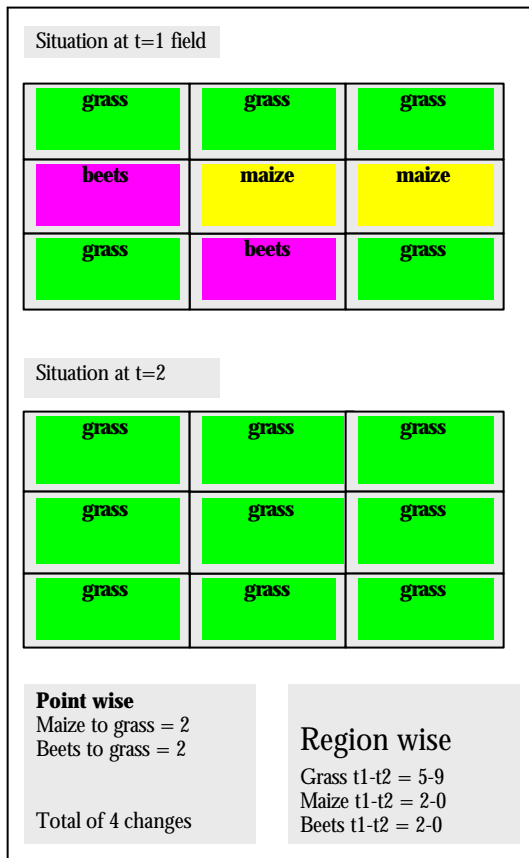 Situation at t=1 field
grass grass grass
beets maize maize
grass beets grass
Situation at t=2
grass grass grass
grass grass grass
grass grass grass
Point wise
Maize to grass = 2
Beets to grass = 2
Total of 4 changes
Region wise
Grass t1-t2 = 5-9
Maize t1-t2 = 2-0
Beets t1-t2 = 2-0